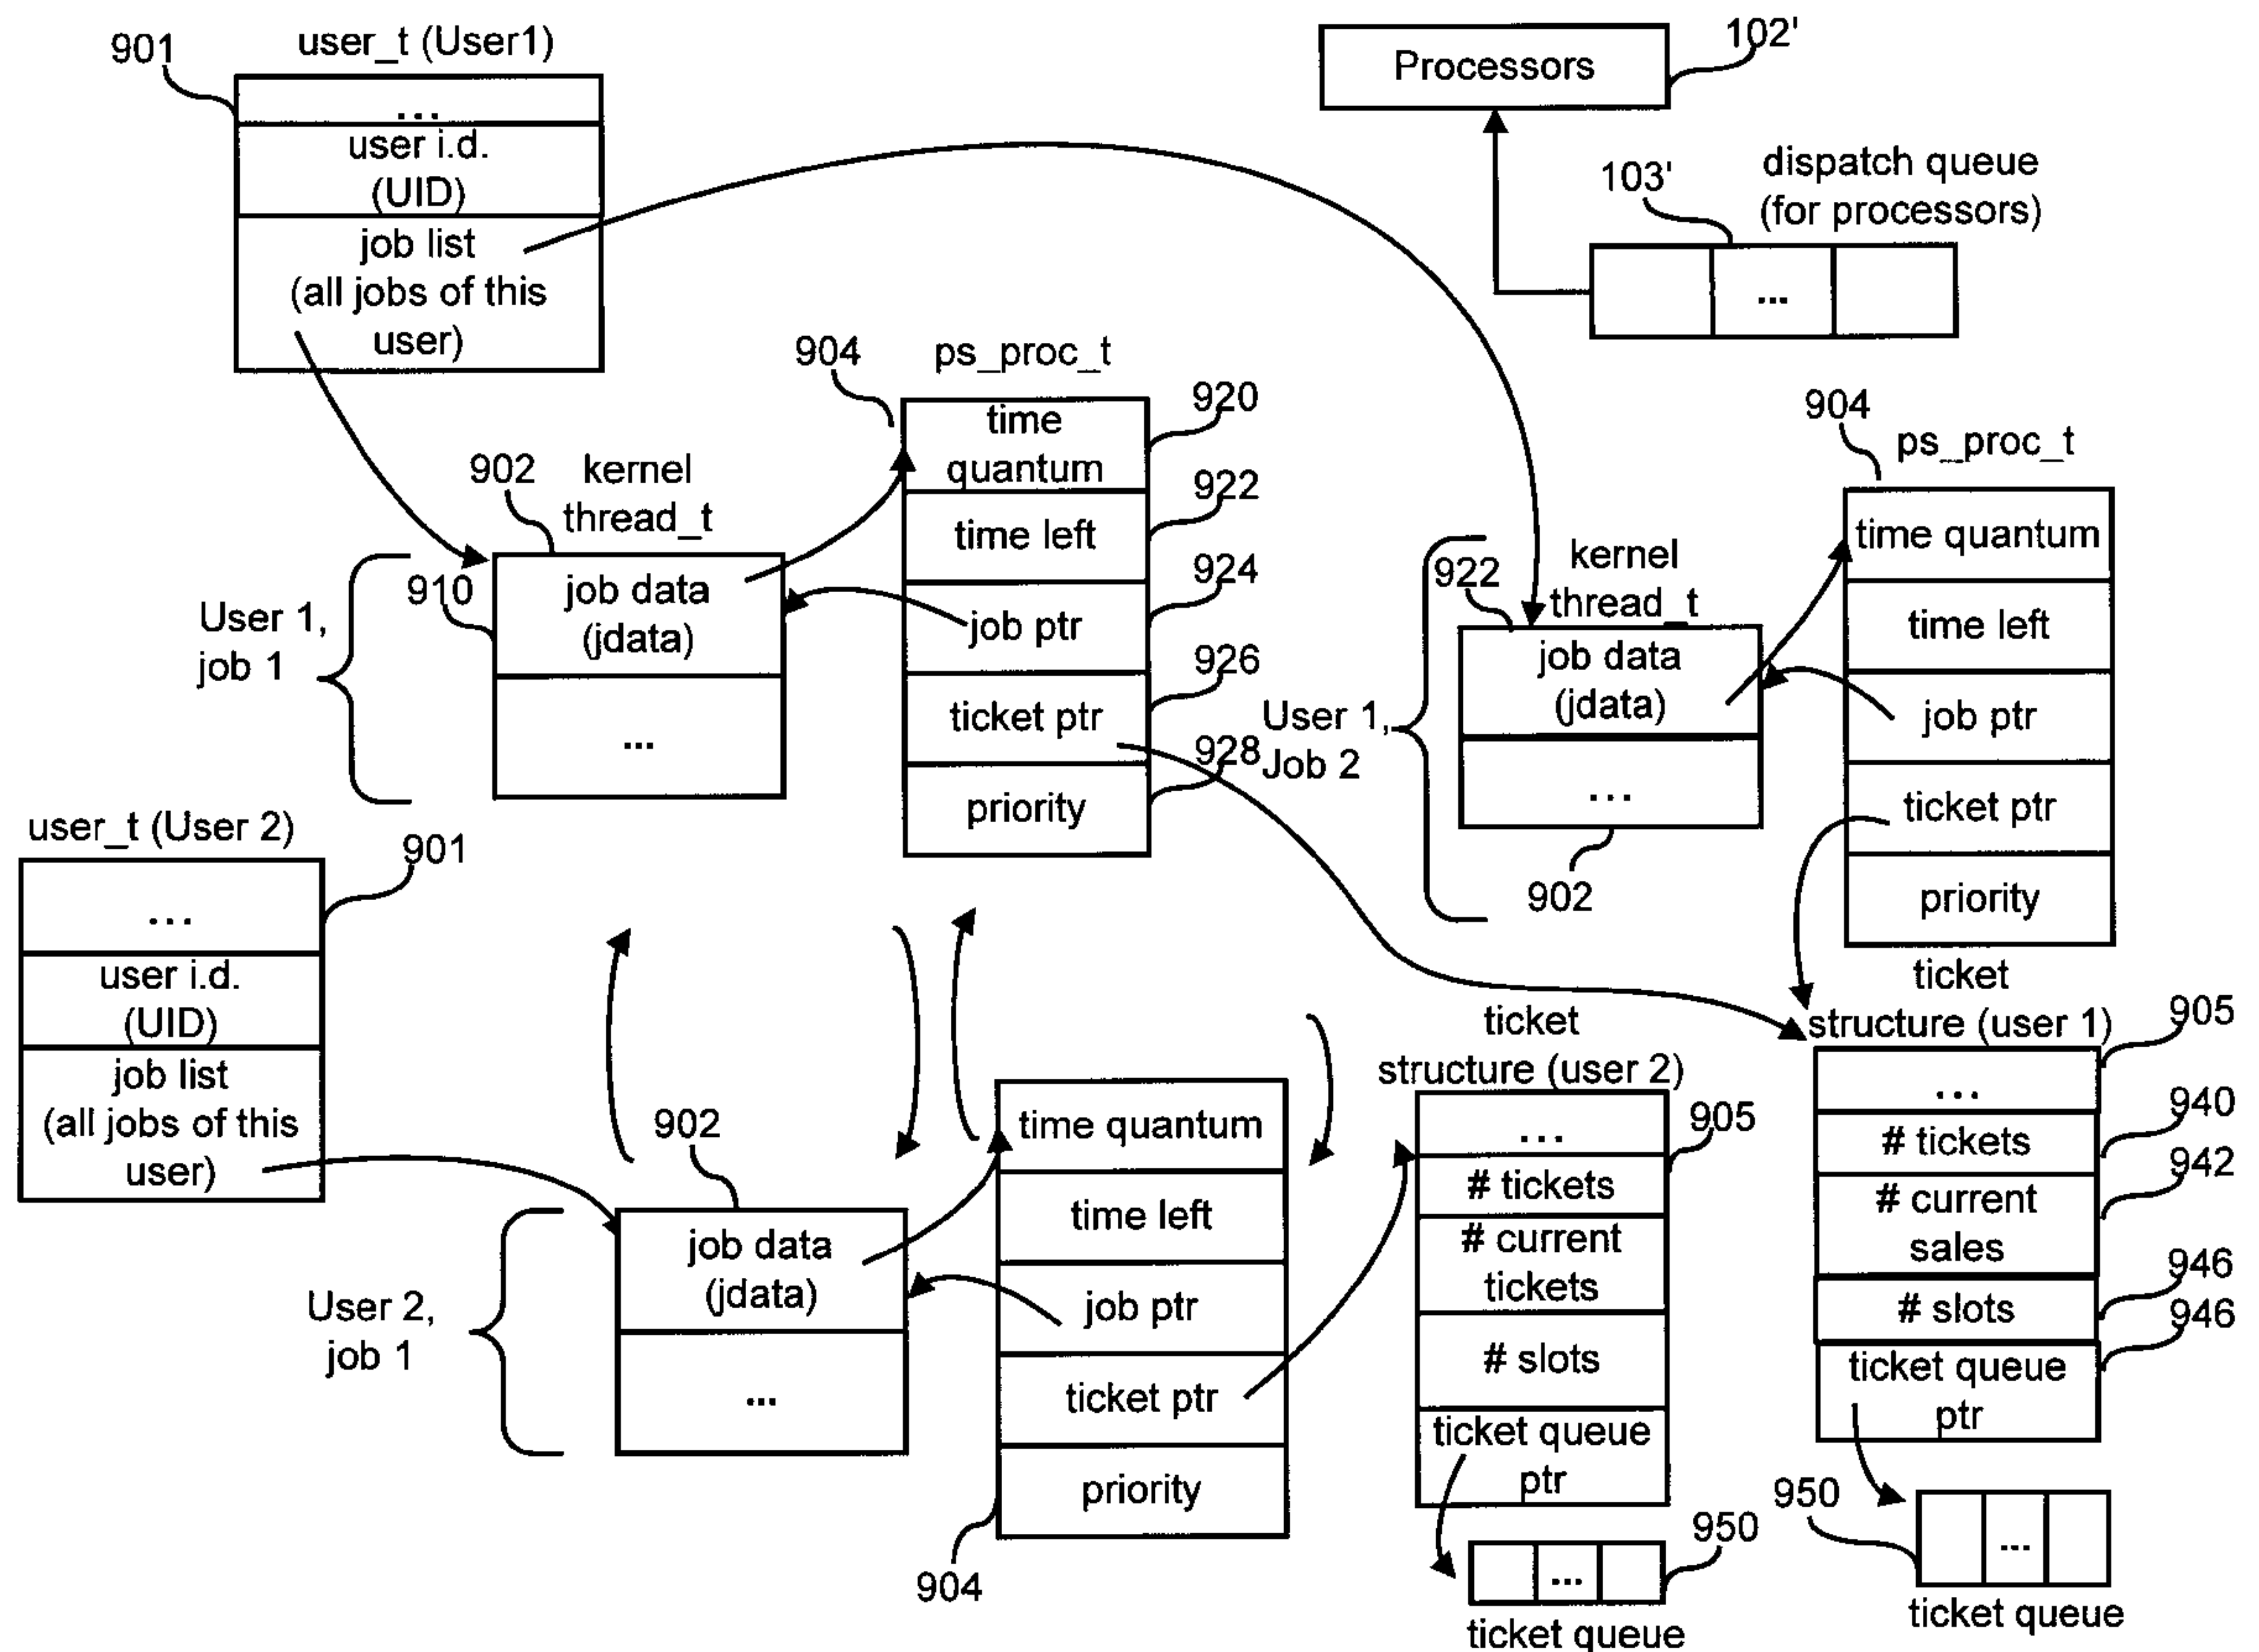 901
user_t (User1)
...
user i.d.
(UID)
job list
(all jobs of this
user)
Processors
102'
103'
dispatch queue
(for processors)
...
904
ps_proc_t
920
time
quantum
922
time left
924
job ptr
926
ticket ptr
928
priority
902
kernel
thread_t
910
job data
(jdata)
...
User 1,
job 1
904
ps_proc_t
time quantum
time left
job ptr
ticket ptr
priority
kernel
thread_t
922
job data
(jdata)
...
902
User 1,
Job 2
user_t (User 2)
901
...
user i.d.
(UID)
job list
(all jobs of this
user)
902
job data
(jdata)
...
User 2,
job 1
time quantum
time left
job ptr
ticket ptr
priority
904
ticket
structure (user 2)
905
...
# tickets
# current
tickets
# slots
ticket queue
ptr
950
...
ticket queue
ticket
structure (user 1)
905
...
940
# tickets
942
# current
sales
946
# slots
946
ticket queue
ptr
950
...
ticket queue